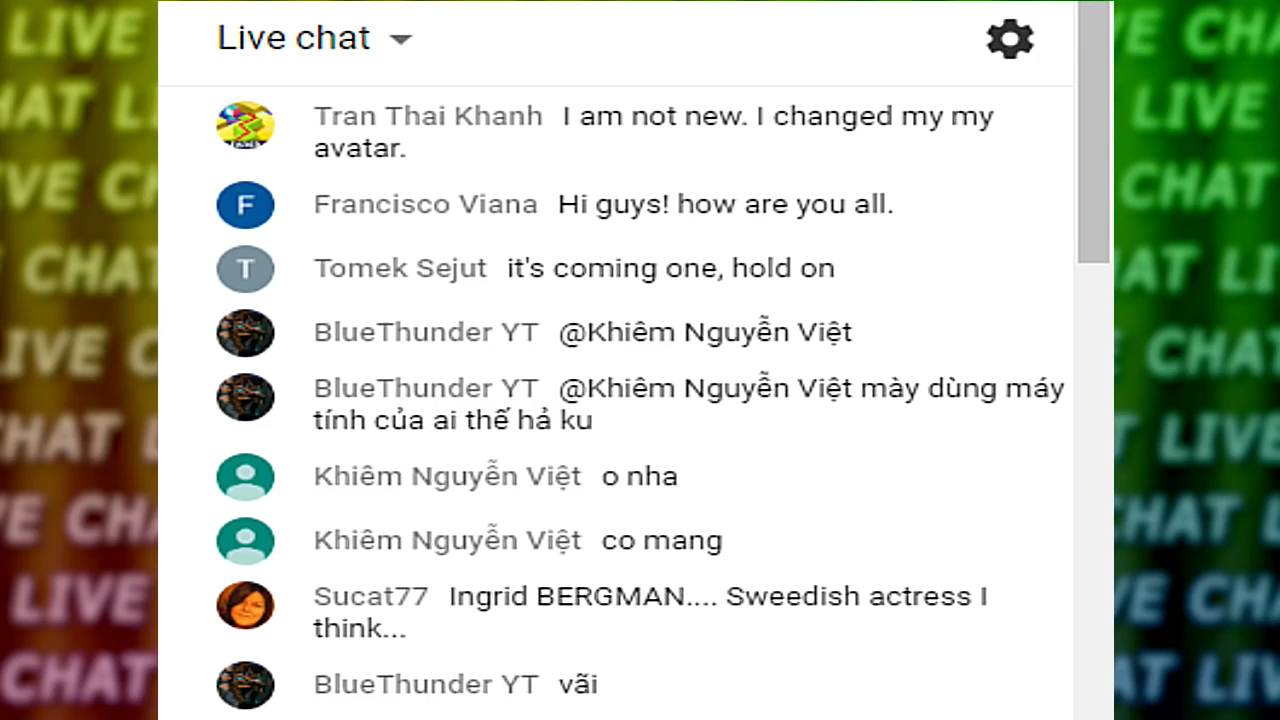 Live chat
Tran Thai Khanh I am not new. I changed my my
avatar.
F Francisco Viana Hi guys! how are you all.
T Tomek Sejut it's coming one, hold on
BlueThunder YT @Khiêm Nguyễn Việt
BlueThunder YT @Khiêm Nguyễn Việt mày dùng máy
tính của ai thế hả ku
Khiêm Nguyễn Việt o nha
Khiêm Nguyễn Việt co mang
Sucat77 Ingrid BERGMAN.... Sweedish actress I
think...
BlueThunder YT vãi